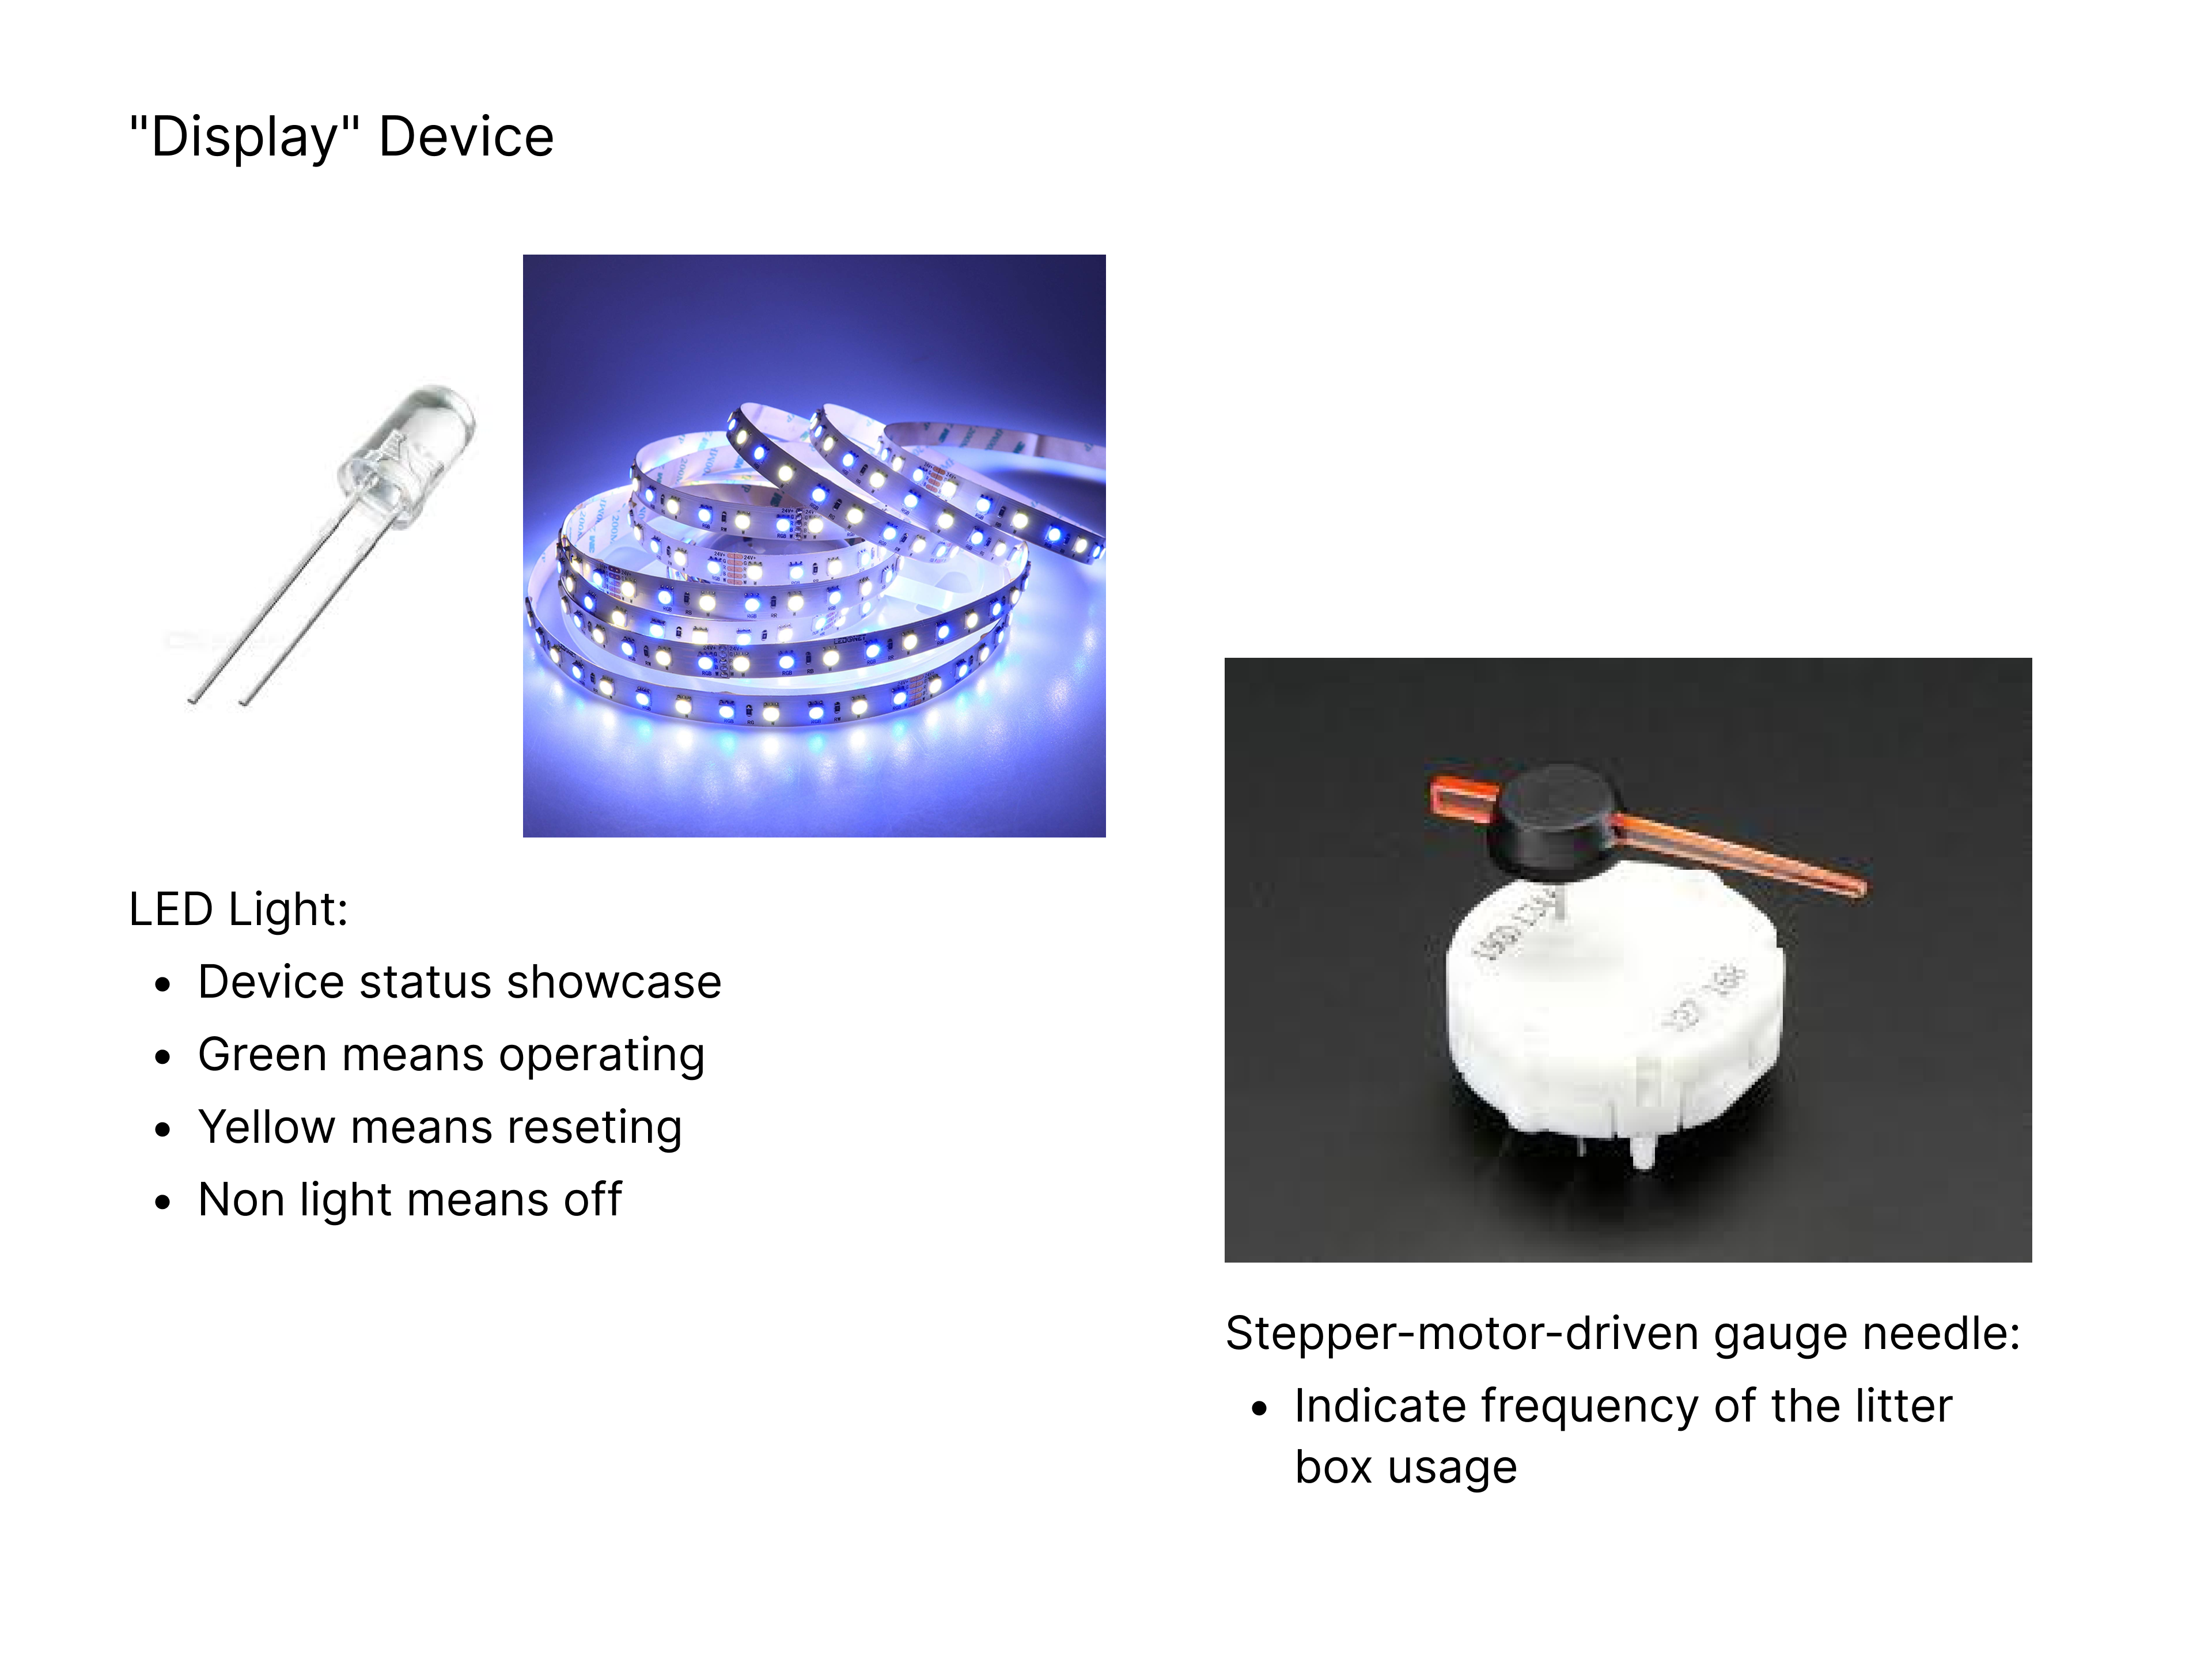 "Display" Device
LED Light:
• Device status showcase
• Green means operating
• Yellow means reseting
• Non light means off
Stepper-motor-driven gauge needle:
• Indicate frequency of the litter
box usage